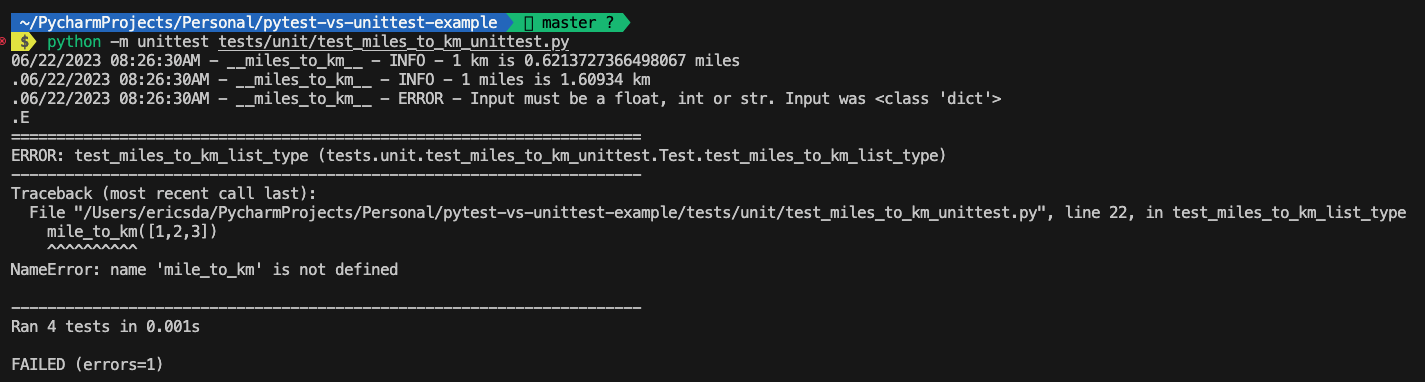 ~/PycharmProjects/Personal/pytest-vs-unittest-example master ?
$ python -m unittest tests/unit/test_miles_to_km_unittest.py
06/22/2023 08:26:30AM - __miles_to_km__ - INFO - 1 km is 0.6213727366498067 miles
.06/22/2023 08:26:30AM - __miles_to_km__ - INFO - 1 miles is 1.60934 km
.06/22/2023 08:26:30AM - __miles_to_km__ - ERROR - Input must be a float, int or str. Input was <class 'dict'>
.E
======================================================================
ERROR: test_miles_to_km_list_type (tests.unit.test_miles_to_km_unittest.Test.test_miles_to_km_list_type)
----------------------------------------------------------------------
Traceback (most recent call last):
  File "/Users/ericsda/PycharmProjects/Personal/pytest-vs-unittest-example/tests/unit/test_miles_to_km_unittest.py", line 22, in test_miles_to_km_list_type
    mile_to_km([1,2,3])
    ^^^^^^^^^^
NameError: name 'mile_to_km' is not defined
----------------------------------------------------------------------
Ran 4 tests in 0.001s
FAILED (errors=1)